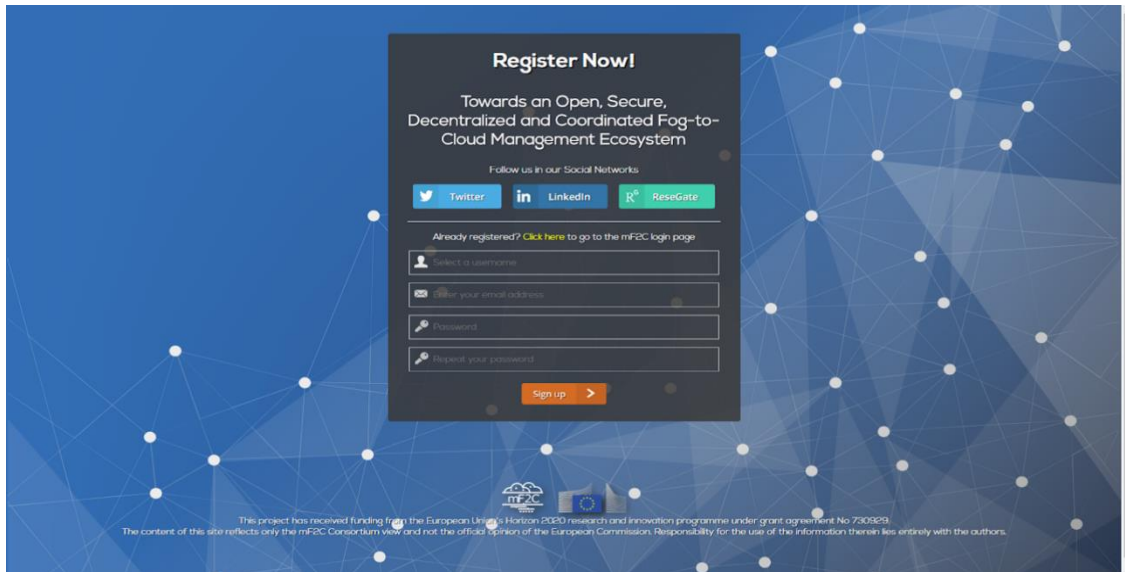 Register Now!
Towards an Open, Secure,
Decentralized and Coordinated Fog-to-
Cloud Management Ecosystem
Follow us in our Social Networks
Twitter
in LinkedIn
R⁶ ReseGate
Already registered? Click here to go to the mF2C login page
Select a username
Enter your email address
Password
Repeat your password
Sign up >
mF2C
This project has received funding from the European Union's Horizon 2020 research and innovation programme under grant agreement No 730929.
The content of this site reflects only the mF2C Consortium view and not the official opinion of the European Commission. Responsibility for the use of the information therein lies entirely with the authors.